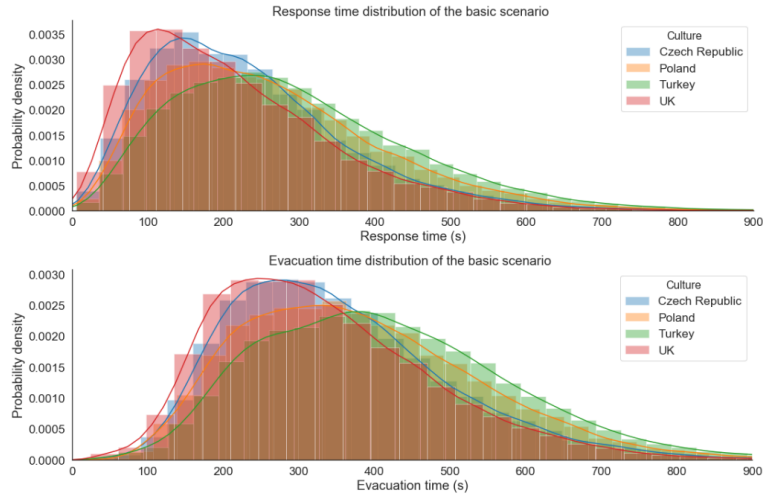 Response time distribution of the basic scenario
Probability density
0.0035
0.0030
0.0025
0.0020
0.0015
0.0010
0.0005
0.0000
0 100 200 300 400 500 600 700 800 900
Response time (s)
Culture
Czech Republic
Poland
Turkey
UK
Evacuation time distribution of the basic scenario
Probability density
0.0030
0.0025
0.0020
0.0015
0.0010
0.0005
0.0000
0 100 200 300 400 500 600 700 800 900
Evacuation time (s)
Culture
Czech Republic
Poland
Turkey
UK